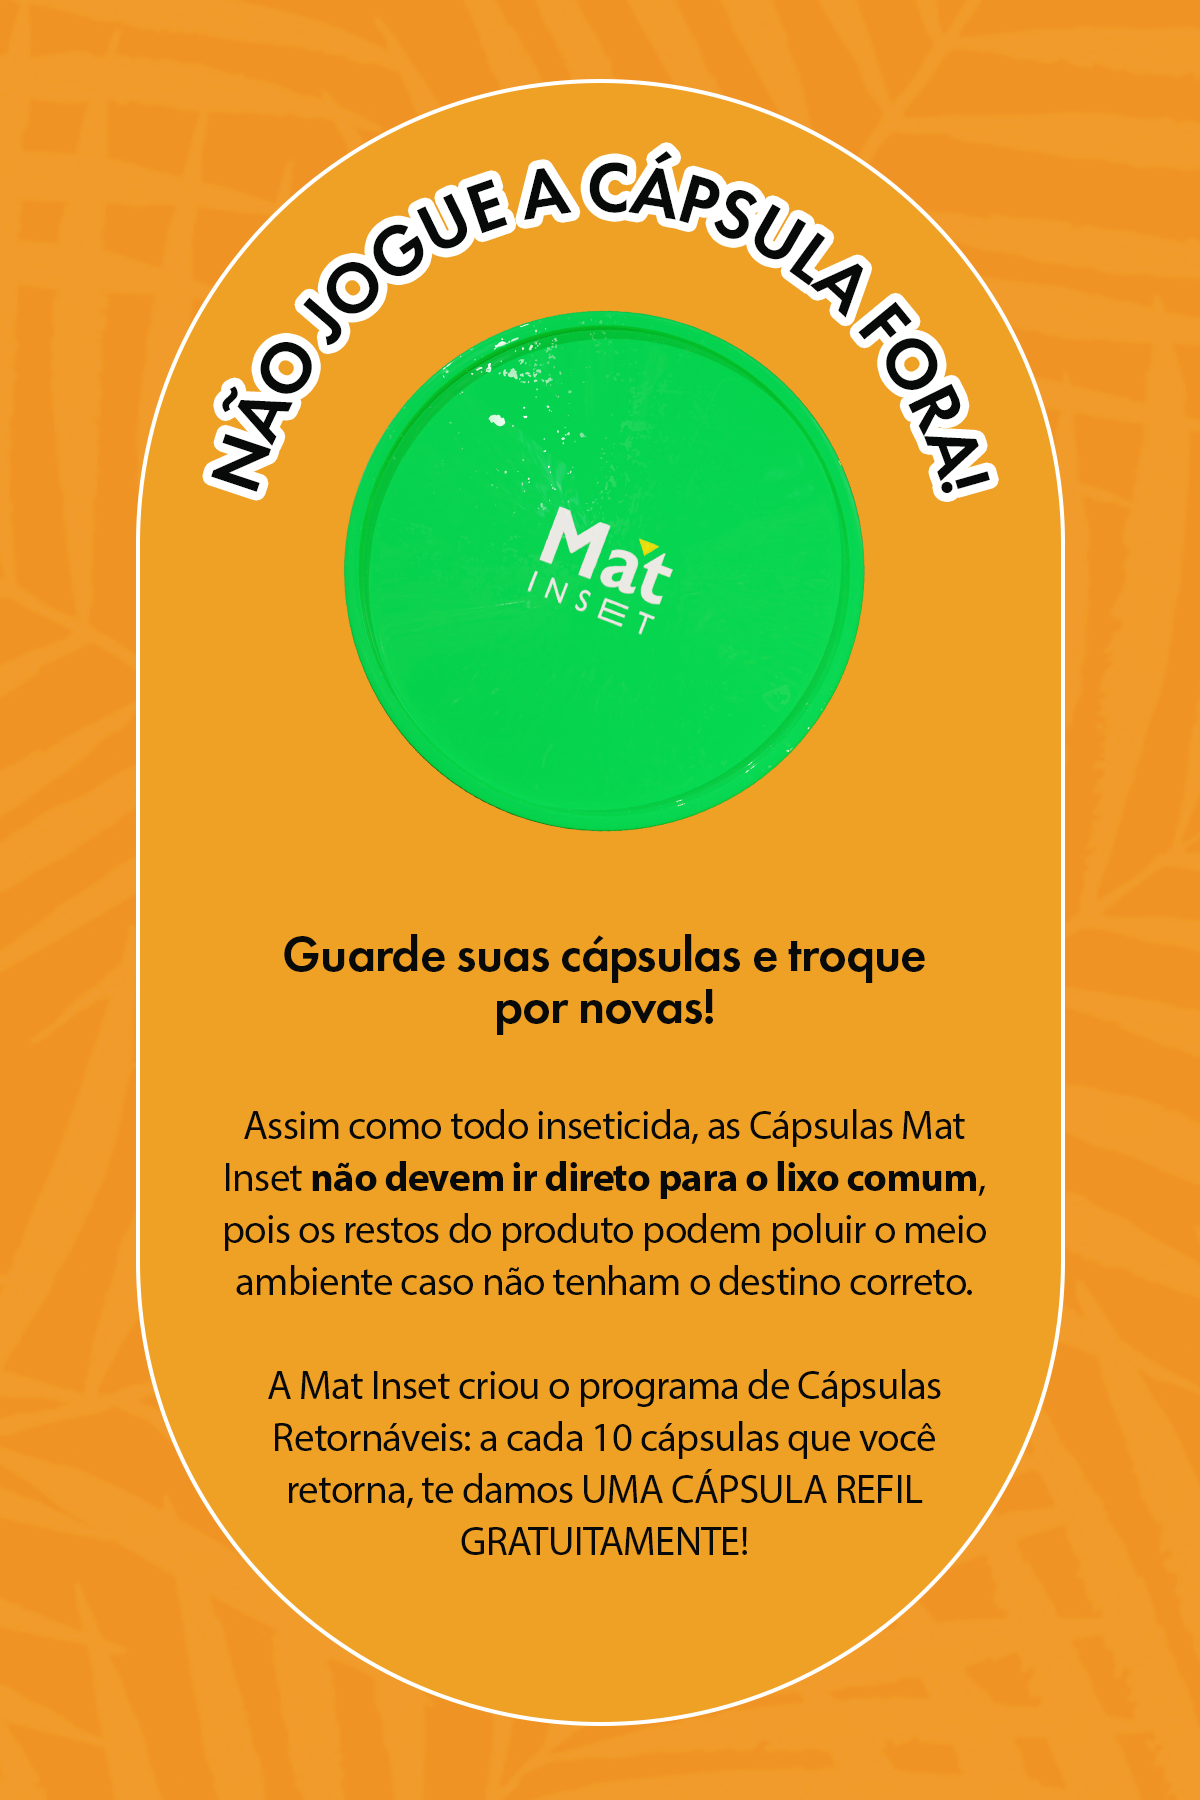 NÃO JOGUE A CÁPSULA FORA!
Mat
INSET
Guarde suas cápsulas e troque
por novas!
Assim como todo inseticida, as Cápsulas Mat
Inset não devem ir direto para o lixo comum,
pois os restos do produto podem poluir o meio
ambiente caso não tenham o destino correto.
A Mat Inset criou o programa de Cápsulas
Retornáveis: a cada 10 cápsulas que você
retorna, te damos UMA CÁPSULA REFIL
GRATUITAMENTE!